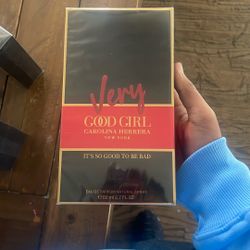 Very
GOOD GIRL
CAROLINA HERRERA
NEW YORK
IT'S SO GOOD TO BE BAD